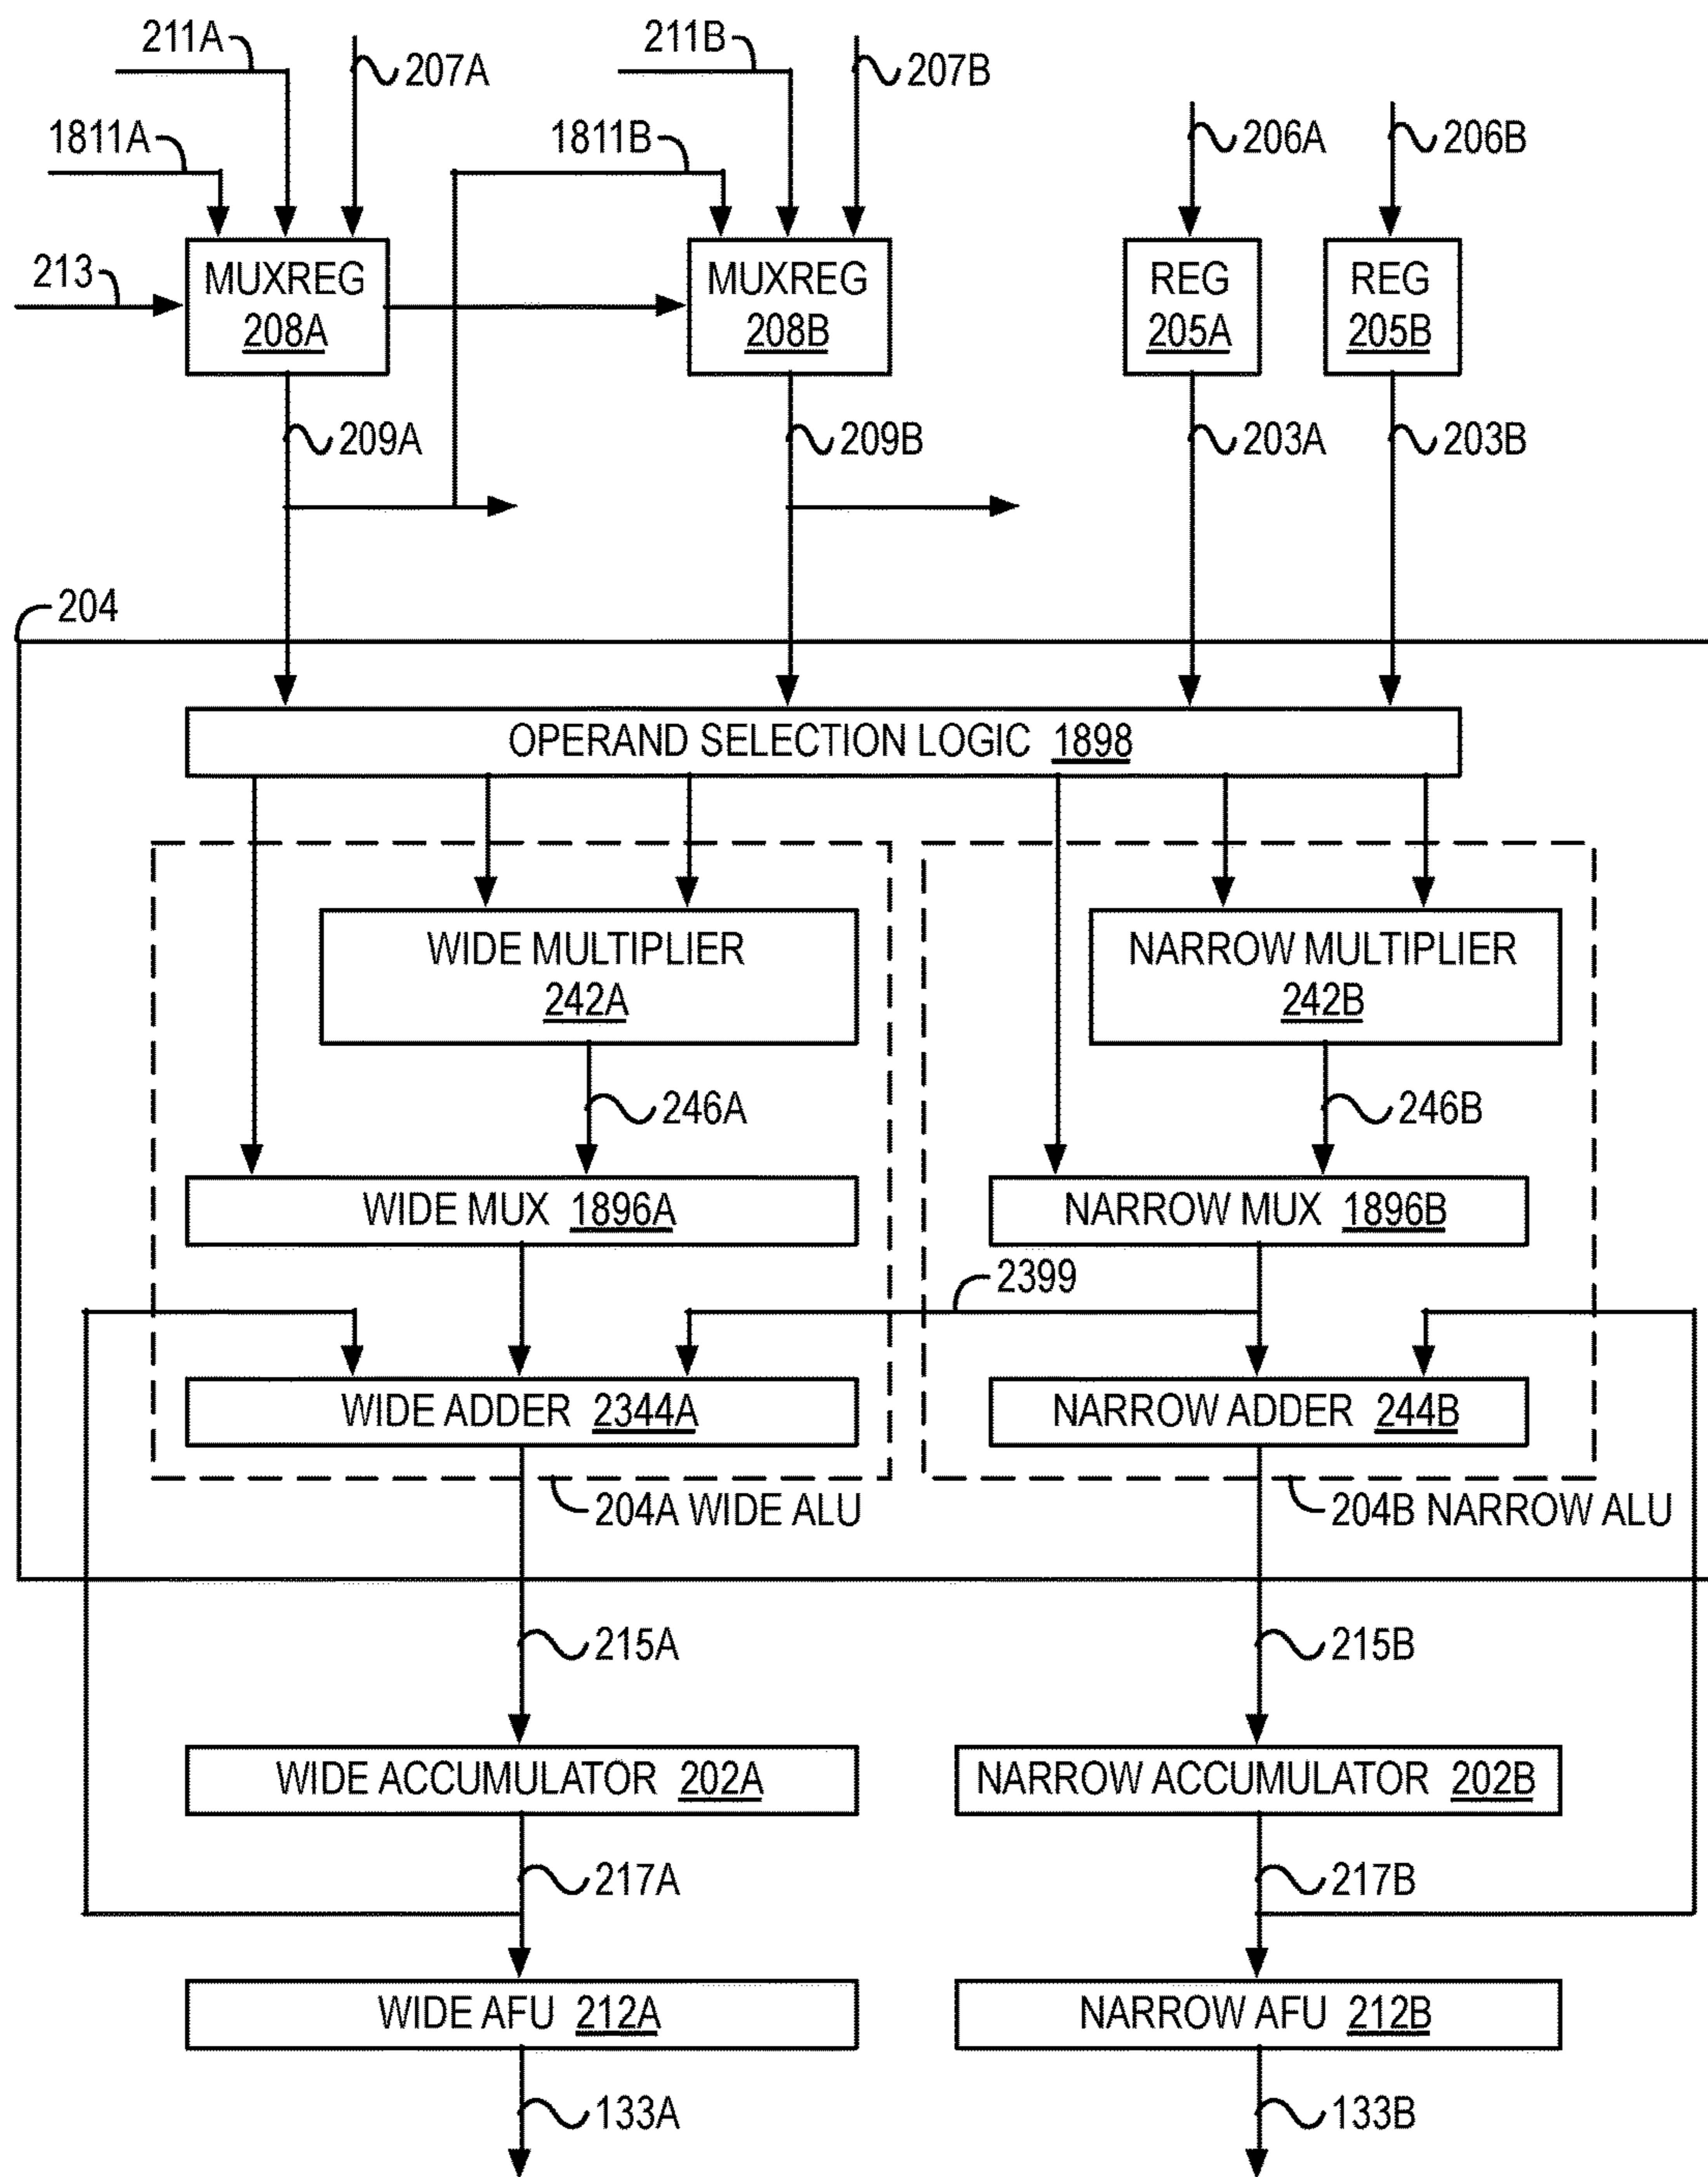 211A 207A 211B 207B
1811A 1811B 206A 206B
213 MUXREG MUXREG REG REG
208A 208B 205A 205B
209A 209B 203A 203B
204
OPERAND SELECTION LOGIC 1898
WIDE MULTIPLIER NARROW MULTIPLIER
242A 242B
246A 246B
WIDE MUX 1896A NARROW MUX 1896B
2399
WIDE ADDER 2344A NARROW ADDER 244B
204A WIDE ALU 204B NARROW ALU
215A 215B
WIDE ACCUMULATOR 202A NARROW ACCUMULATOR 202B
217A 217B
WIDE AFU 212A NARROW AFU 212B
133A 133B